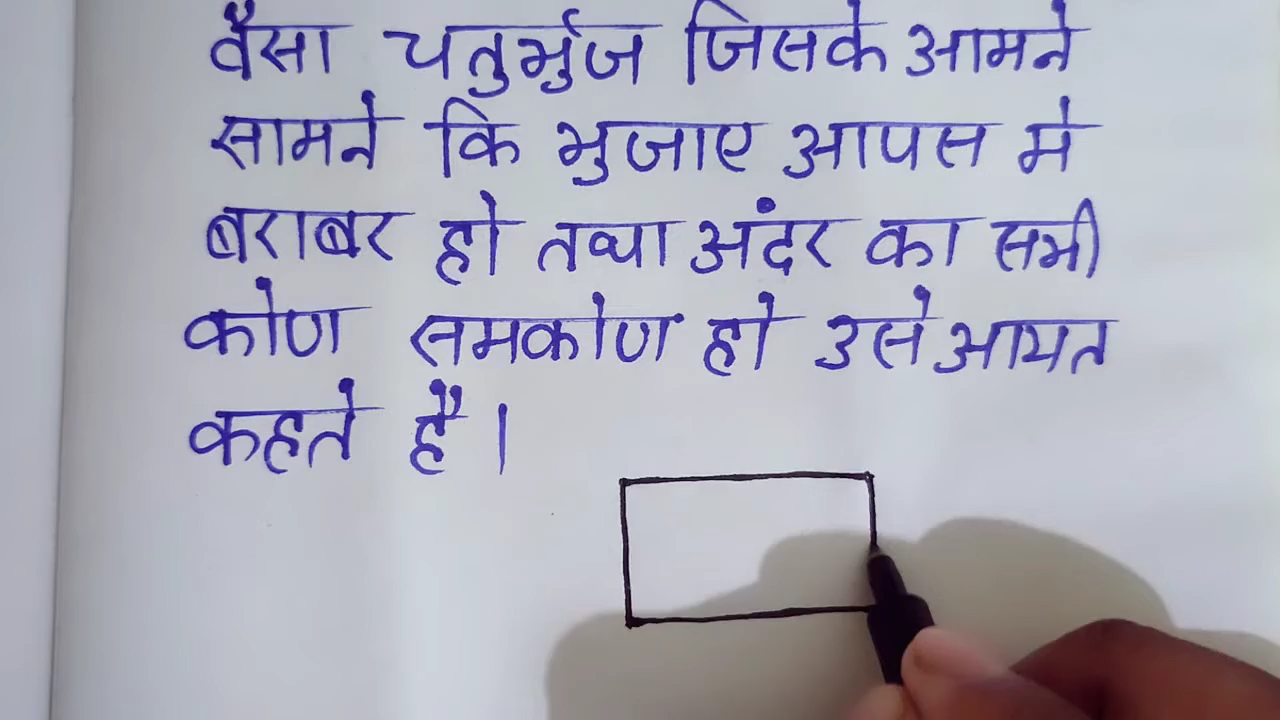 वैसा चतुर्भुज जिसके आमने
सामने कि भुजाए आपस मे
बराबर हो तथा अंदर का सभी
कोण समकोण हो उसे आयत
कहते है।